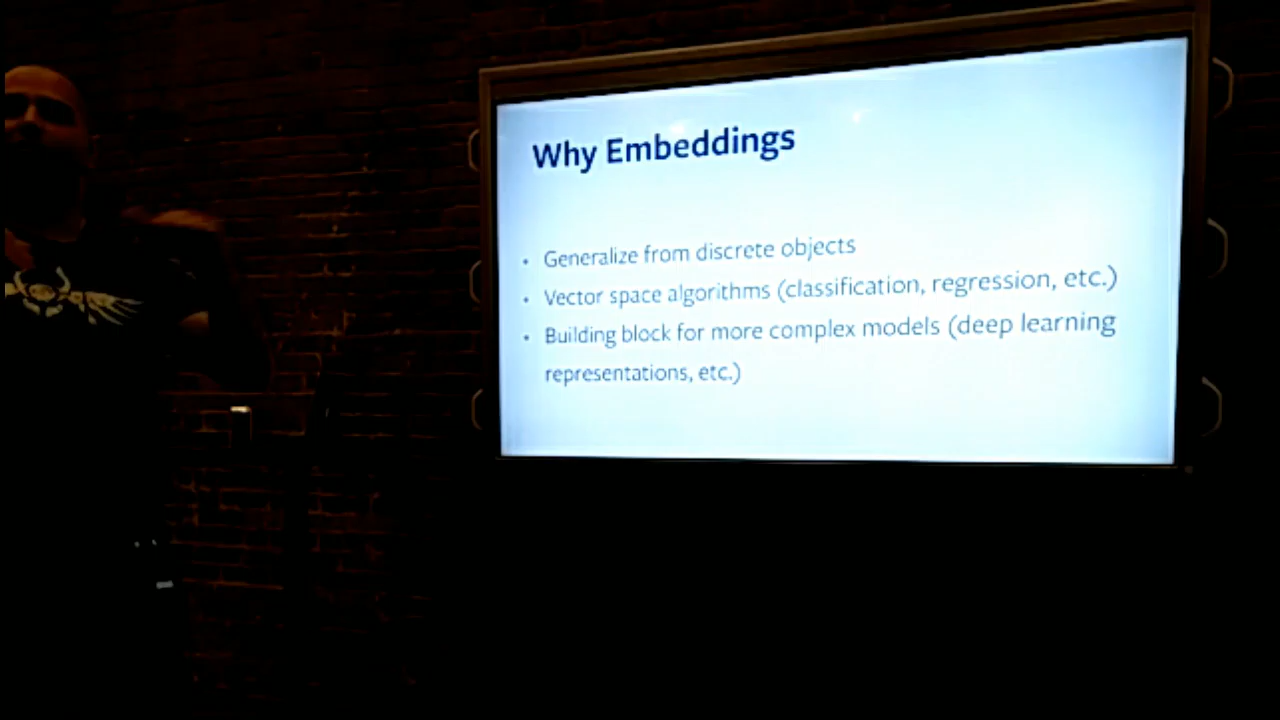 Why Embeddings
• Generalize from discrete objects
• Vector space algorithms (classification, regression, etc.)
• Building block for more complex models (deep learning
representations, etc.)